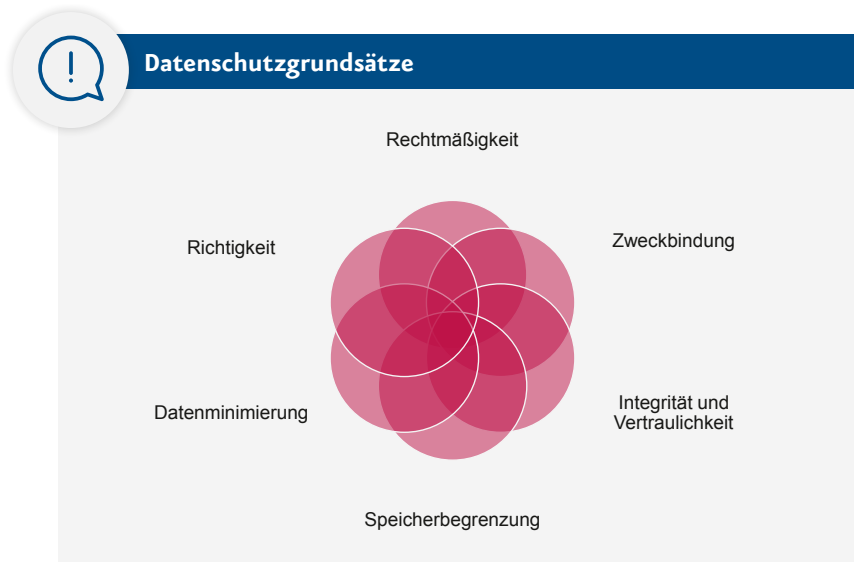 Datenschutzgrundsätze
Rechtmäßigkeit
Richtigkeit
Zweckbindung
Datenminimierung
Integrität und
Vertraulichkeit
Speicherbegrenzung